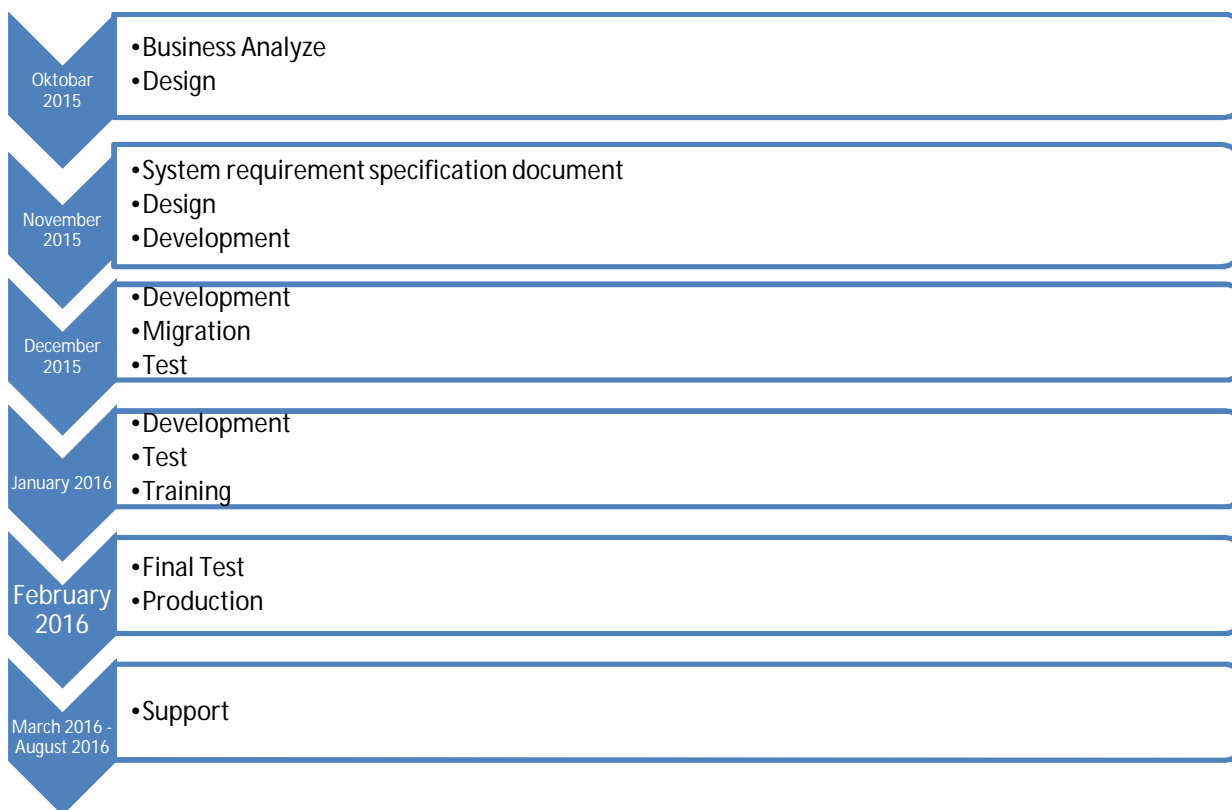 Oktobar
2015
•Business Analyze
•Design
November
2015
•System requirement specification document
•Design
•Development
December
2015
•Development
•Migration
•Test
January 2016
•Development
•Test
•Training
February
2016
•Final Test
•Production
March 2016 -
August 2016
•Support